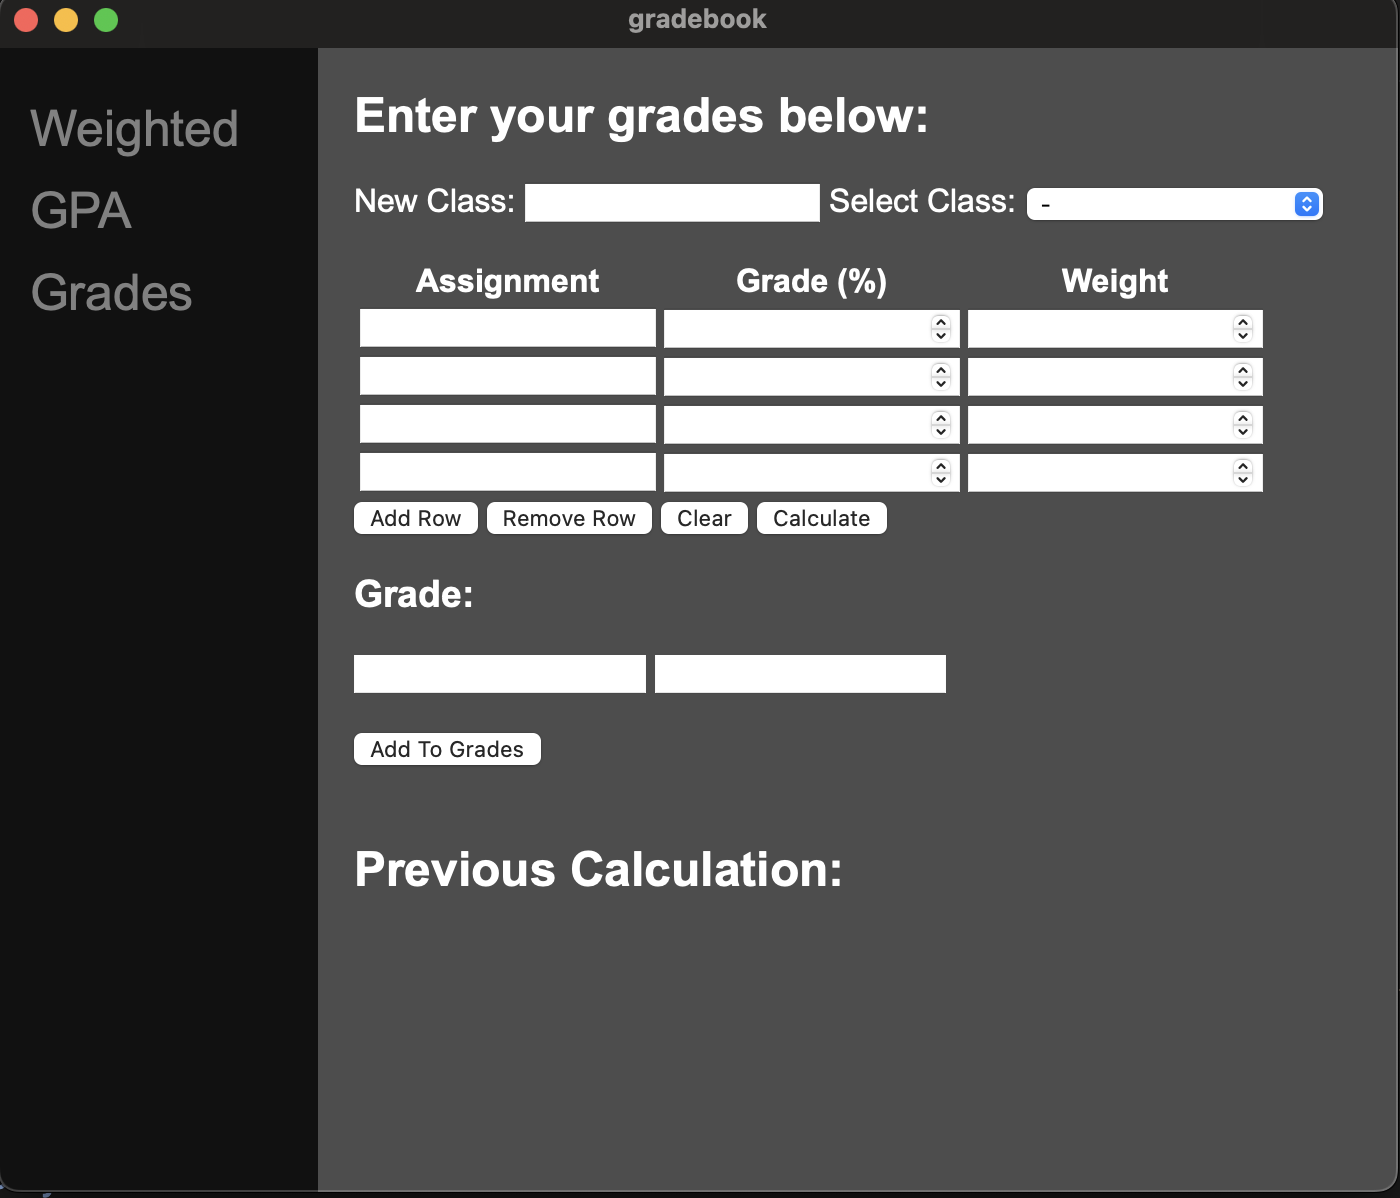 gradebook
Weighted
GPA
Grades
Enter your grades below:
New Class: Select Class: -
Assignment Grade (%) Weight
Add Row Remove Row Clear Calculate
Grade:
Add To Grades
Previous Calculation: